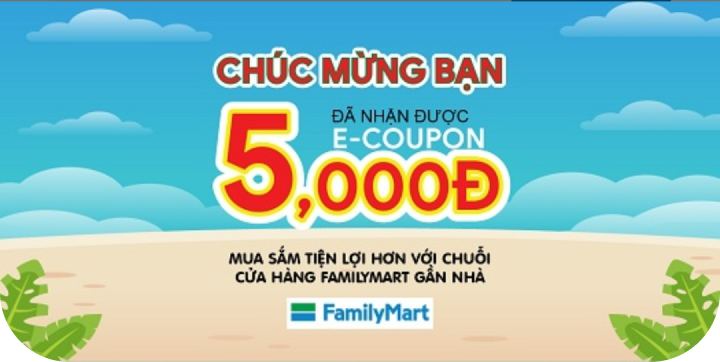 CHÚC MỪNG BẠN
ĐÃ NHẬN ĐƯỢC
E-COUPON
5,000Đ
MUA SẮM TIỆN LỢI HƠN VỚI CHUỖI
CỬA HÀNG FAMILYMART GẦN NHÀ
FamilyMart